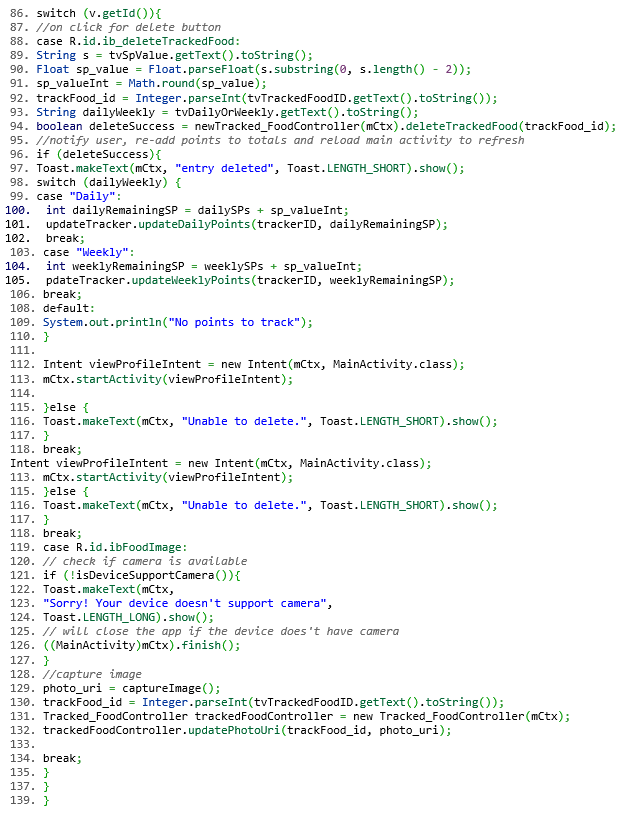 86. switch (v.getId()){
87. //on click for delete button
88. case R.id.ib_deleteTrackedFood:
89. String s = tvSpValue.getText().toString();
90. Float sp_value = Float.parseFloat(s.substring(0, s.length() - 2));
91. sp_valueInt = Math.round(sp_value);
92. trackFood_id = Integer.parseInt(tvTrackedFoodID.getText().toString());
93. String dailyWeekly = tvDailyOrWeekly.getText().toString();
94. boolean deleteSuccess = newTracked_FoodController(mCtx).deleteTrackedFood(trackFood_id);
95. //notify user, re-add points to totals and reload main activity to refresh
96. if (deleteSuccess){
97. Toast.makeText(mCtx, "entry deleted", Toast.LENGTH_SHORT).show();
98. switch (dailyWeekly) {
99. case "Daily":
100. int dailyRemainingSP = dailySPs + sp_valueInt;
101. updateTracker.updateDailyPoints(trackerID, dailyRemainingSP);
102. break;
103. case "Weekly":
104. int weeklyRemainingSP = weeklySPs + sp_valueInt;
105. pdateTracker.updateWeeklyPoints(trackerID, weeklyRemainingSP);
106. break;
108. default:
109. System.out.println("No points to track");
110. }
111.
112. Intent viewProfileIntent = new Intent(mCtx, MainActivity.class);
113. mCtx.startActivity(viewProfileIntent);
114.
115. }else {
116. Toast.makeText(mCtx, "Unable to delete.", Toast.LENGTH_SHORT).show();
117. }
118. break;
Intent viewProfileIntent = new Intent(mCtx, MainActivity.class);
113. mCtx.startActivity(viewProfileIntent);
115. }else {
116. Toast.makeText(mCtx, "Unable to delete.", Toast.LENGTH_SHORT).show();
117. }
118. break;
119. case R.id.ibFoodImage:
120. // check if camera is available
121. if (!isDeviceSupportCamera()){
122. Toast.makeText(mCtx,
123. "Sorry! Your device doesn't support camera",
124. Toast.LENGTH_LONG).show();
125. // will close the app if the device does't have camera
126. ((MainActivity)mCtx).finish();
127. }
128. //capture image
129. photo_uri = captureImage();
130. trackFood_id = Integer.parseInt(tvTrackedFoodID.getText().toString());
131. Tracked_FoodController trackedFoodController = new Tracked_FoodController(mCtx);
132. trackedFoodController.updatePhotoUri(trackFood_id, photo_uri);
133.
134. break;
135. }
137. }
139. }